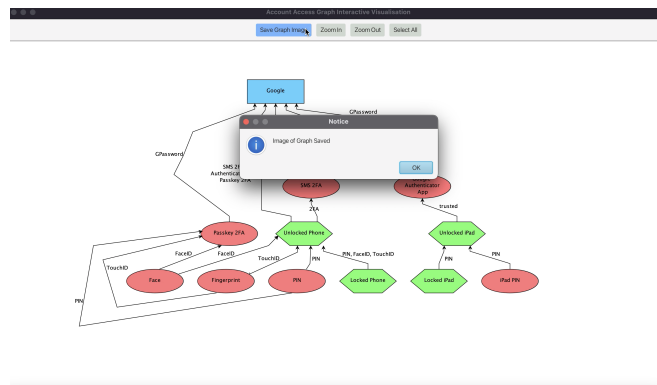 Account Access Graph Interactive Visualisation
Save Graph Image
Zoom In
Zoom Out
Select All
Google
GPassword
Notice
Image of Graph Saved
OK
GPassword
SMS 2F
Authenticator
Passkey 2FA
SMS 2FA
Authenticator
App
2FA
trusted
Passkey 2FA
Unlocked Phone
Unlocked iPad
FaceID
FaceID
TouchID
PIN
PIN, FaceID, TouchID
PIN
PIN
TouchID
Face
Fingerprint
PIN
Locked Phone
Locked iPad
iPad PIN
PIN